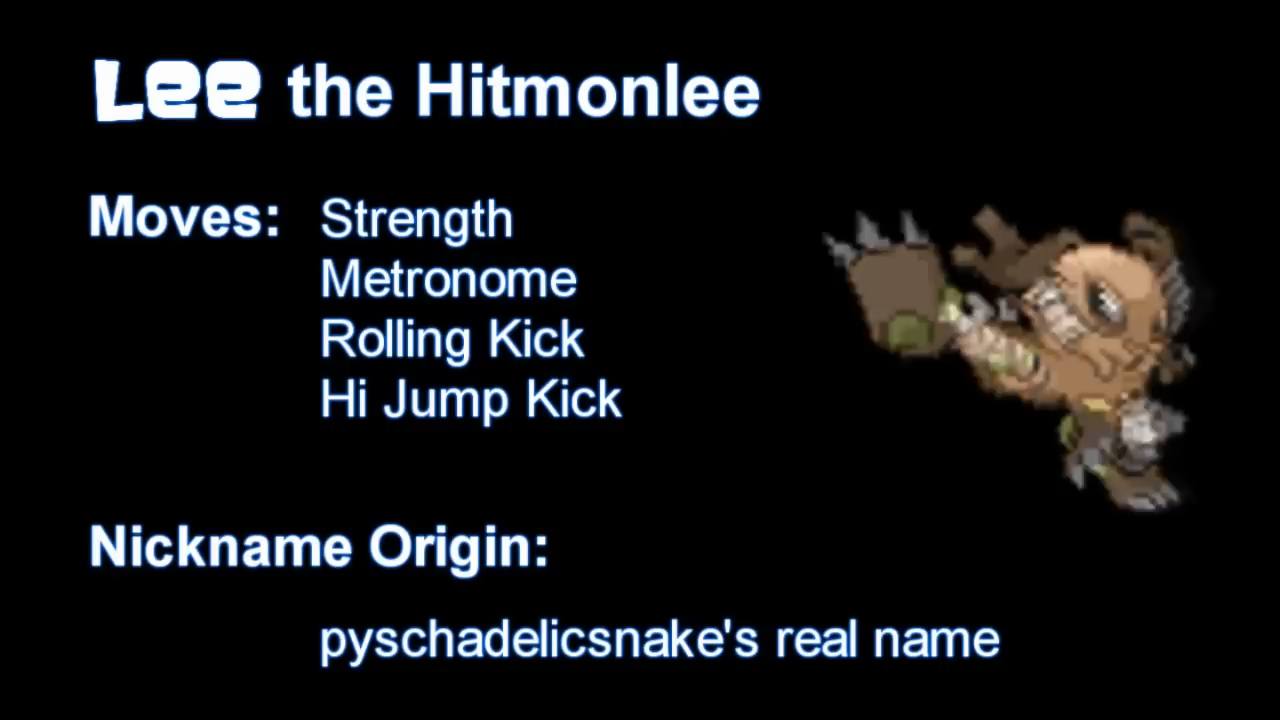 Lee the Hitmonlee
Moves: Strength
Metronome
Rolling Kick
Hi Jump Kick
Nickname Origin:
pyschadelicsnake's real name